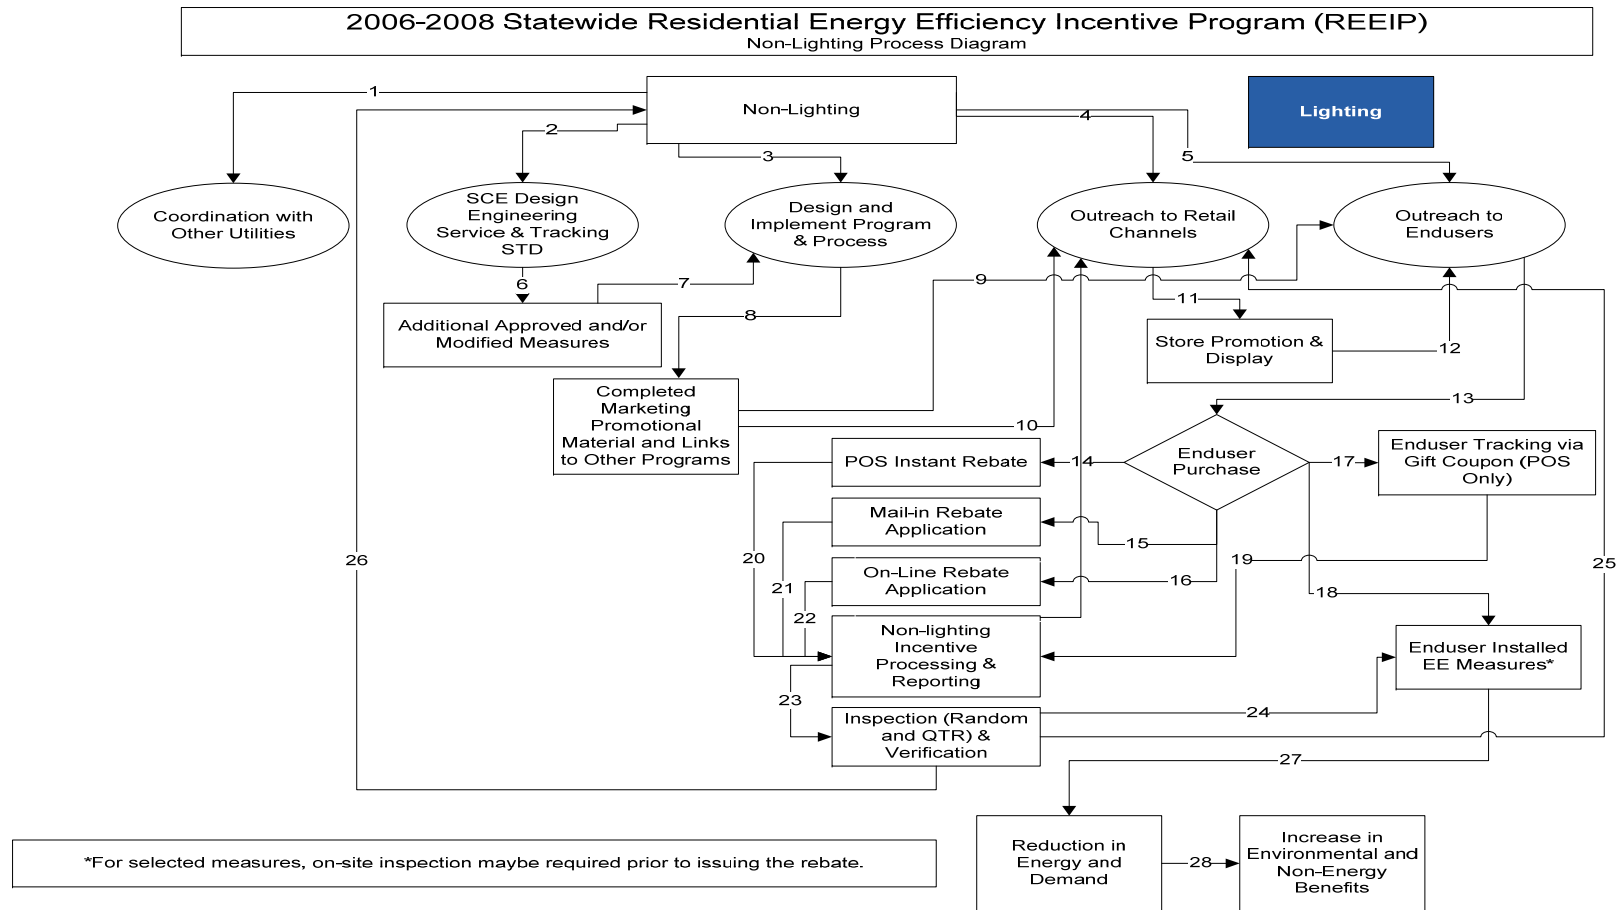 2006-2008 Statewide Residential Energy Efficiency Incentive Program (REEIP)
Non-Lighting Process Diagram
Non-Lighting
Lighting
1
2
3
4
5
Coordination with
Other Utilities
SCE Design
Engineering
Service & Tracking
STD
Design and
Implement Program
& Process
Outreach to Retail
Channels
Outreach to
Endusers
6
7
8
9
10
11
12
13
Additional Approved and/or
Modified Measures
Store Promotion &
Display
Completed
Marketing
Promotional
Material and Links
to Other Programs
POS Instant Rebate
14
Enduser
Purchase
17
Enduser Tracking via
Gift Coupon (POS
Only)
Mail-in Rebate
Application
15
On-Line Rebate
Application
16
18
19
20
21
22
25
26
Non-lighting
Incentive
Processing &
Reporting
Enduser Installed
EE Measures*
23
24
Inspection (Random
and QTR) &
Verification
27
Reduction in
Energy and
Demand
28
Increase in
Environmental and
Non-Energy
Benefits
*For selected measures, on-site inspection maybe required prior to issuing the rebate.